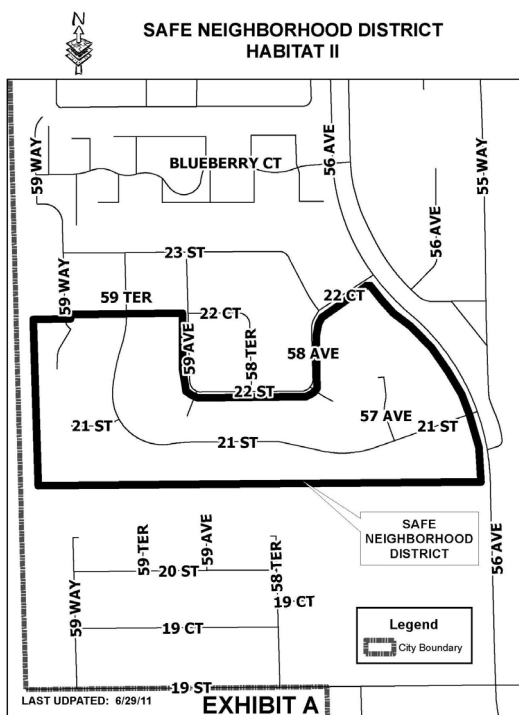 N
SAFE NEIGHBORHOOD DISTRICT
HABITAT II
59 WAY
56 AVE
55 WAY
BLUEBERRY CT
56 AVE
23 ST
59 WAY
59 TER
22 CT
22 CT
59 AVE
58 TER
58 AVE
22 ST
57 AVE
21 ST
21 ST
21 ST
SAFE
NEIGHBORHOOD
DISTRICT
59 TER
59 AVE
56 AVE
20 ST
58 TER
59 WAY
19 CT
19 CT
Legend
City Boundary
19 ST
LAST UDPATED: 6/29/11
EXHIBIT A